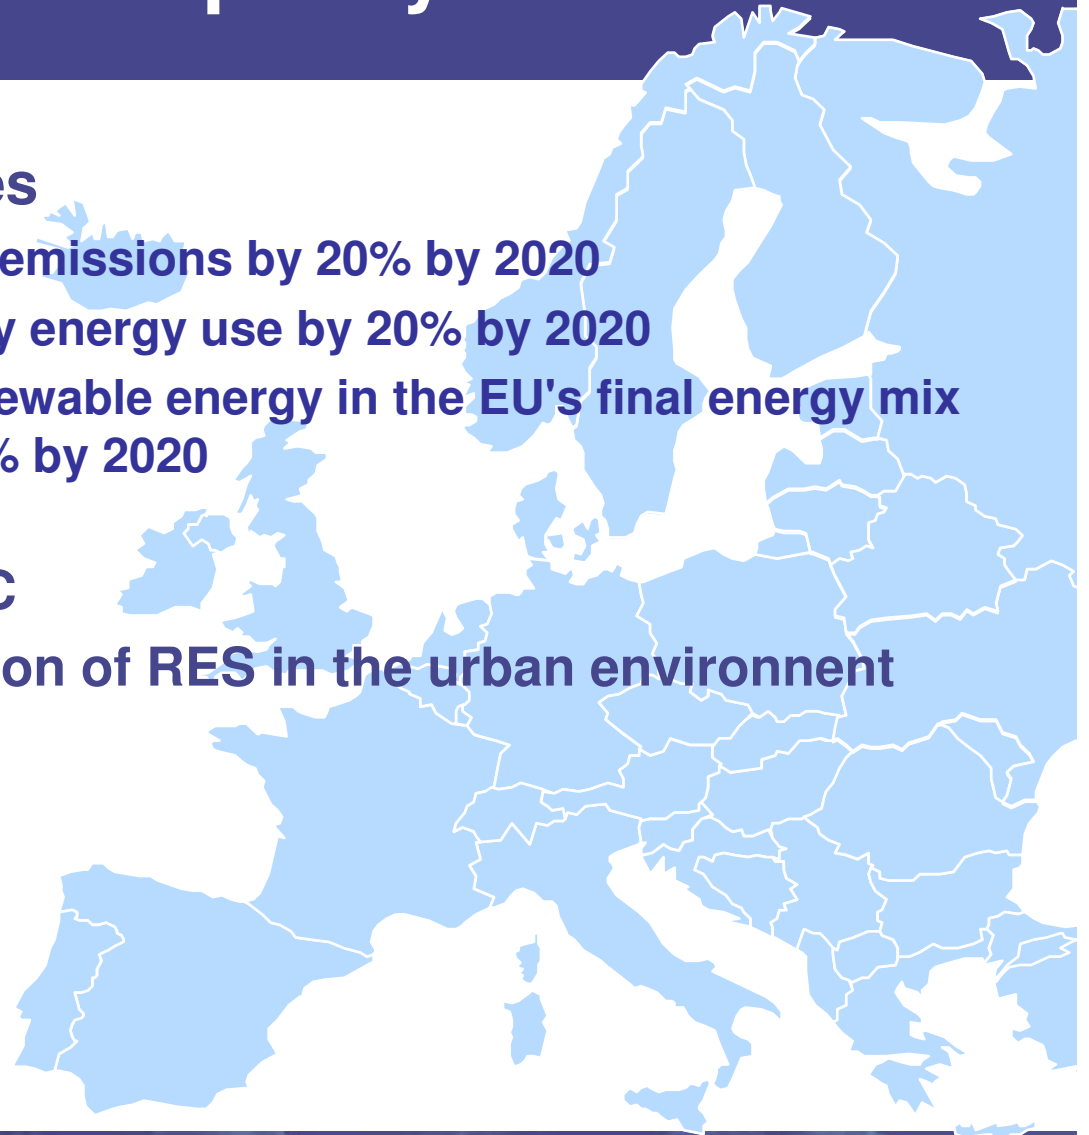 es
emissions by 20% by 2020
y energy use by 20% by 2020
ewable energy in the EU's final energy mix
% by 2020
C
on of RES in the urban environnent